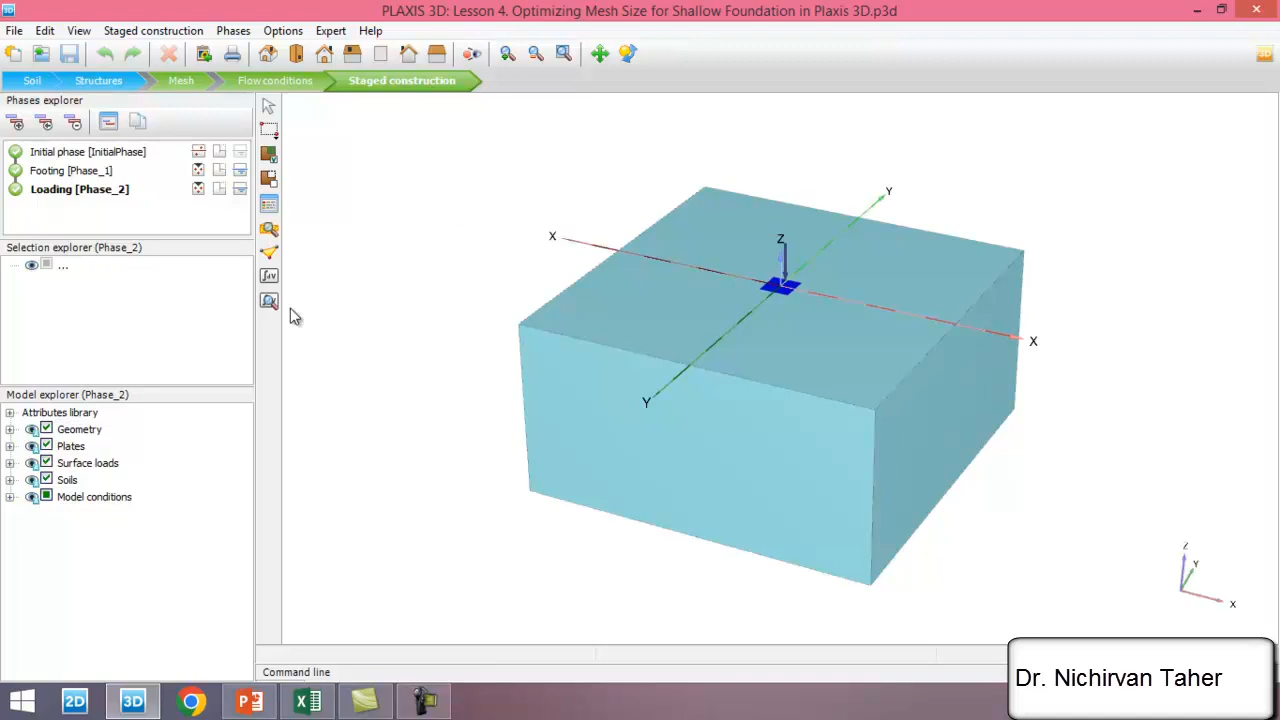 PLAXIS 3D: Lesson 4. Optimizing Mesh Size for Shallow Foundation in Plaxis 3D.p3d
File Edit View Staged construction Phases Options Expert Help
Soil Structures Mesh Flow conditions Staged construction
Phases explorer
Initial phase [InitialPhase]
Footing [Phase_1]
Loading [Phase_2]
Selection explorer (Phase_2)
...
Model explorer (Phase_2)
Attributes library
Geometry
Plates
Surface loads
Soils
Model conditions
Y
X
Z
X
Y
Z
Y
X
Command line
Dr. Nichirvan Taher
2D 3D